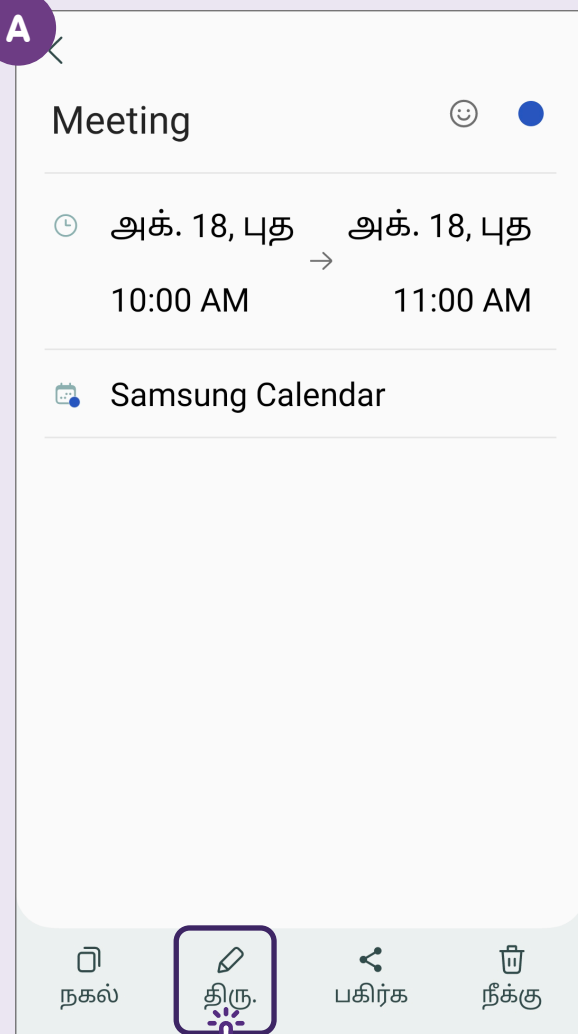 A
Meeting
அக். 18, புத அக். 18, புத
10:00 AM 11:00 AM
Samsung Calendar
நகல் திரு. பகிர்க நீக்கு